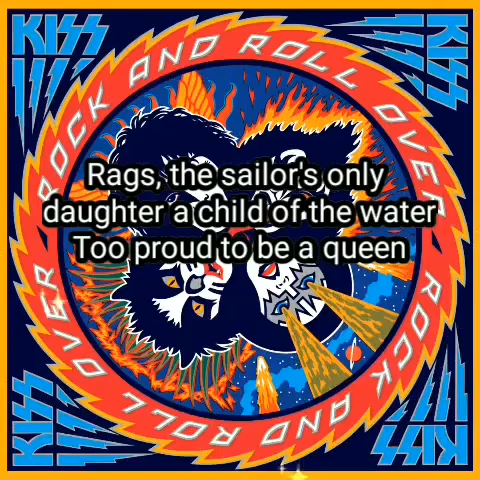 KISS
KISS
ROCK AND ROLL OVER
Rags, the sailor's only
daughter a child of the water
Too proud to be a queen
ROCK AND ROLL OVER
KISS
KISS